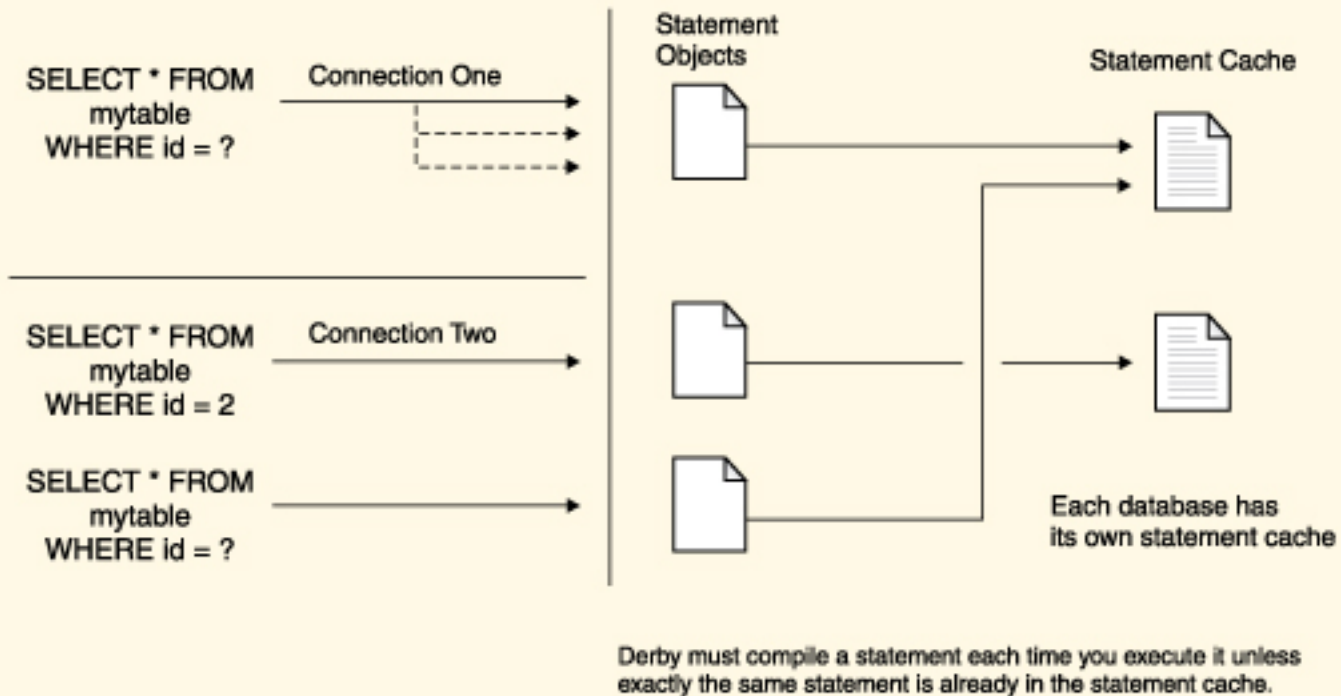 SELECT * FROM
mytable
WHERE id = ?
Connection One
Statement
Objects
Statement Cache
SELECT * FROM
mytable
WHERE id = 2
Connection Two
SELECT * FROM
mytable
WHERE id = ?
Each database has
its own statement cache
Derby must compile a statement each time you execute it unless
exactly the same statement is already in the statement cache.